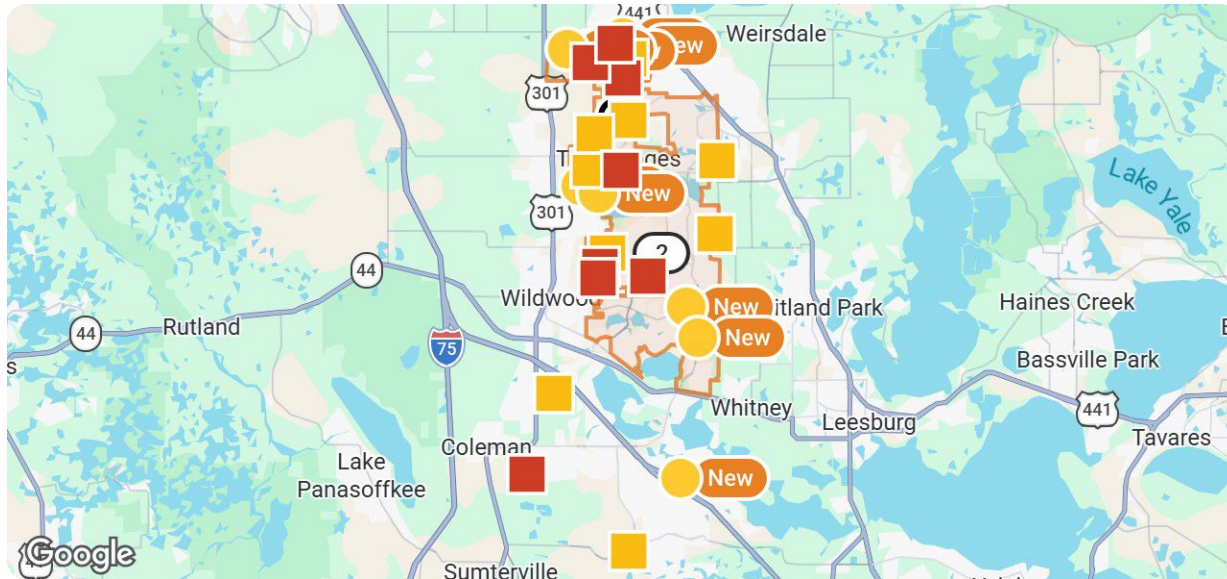 441
Weirsdale
New
301
Lake Yale
New
301
44
2
Wildwood
Haines Creek
New
itland Park
Rutland
44
New
75
Bassville Park
Whitney
441
Leesburg
Tavares
Coleman
Lake
Panasoffkee
New
Google
Sumterville